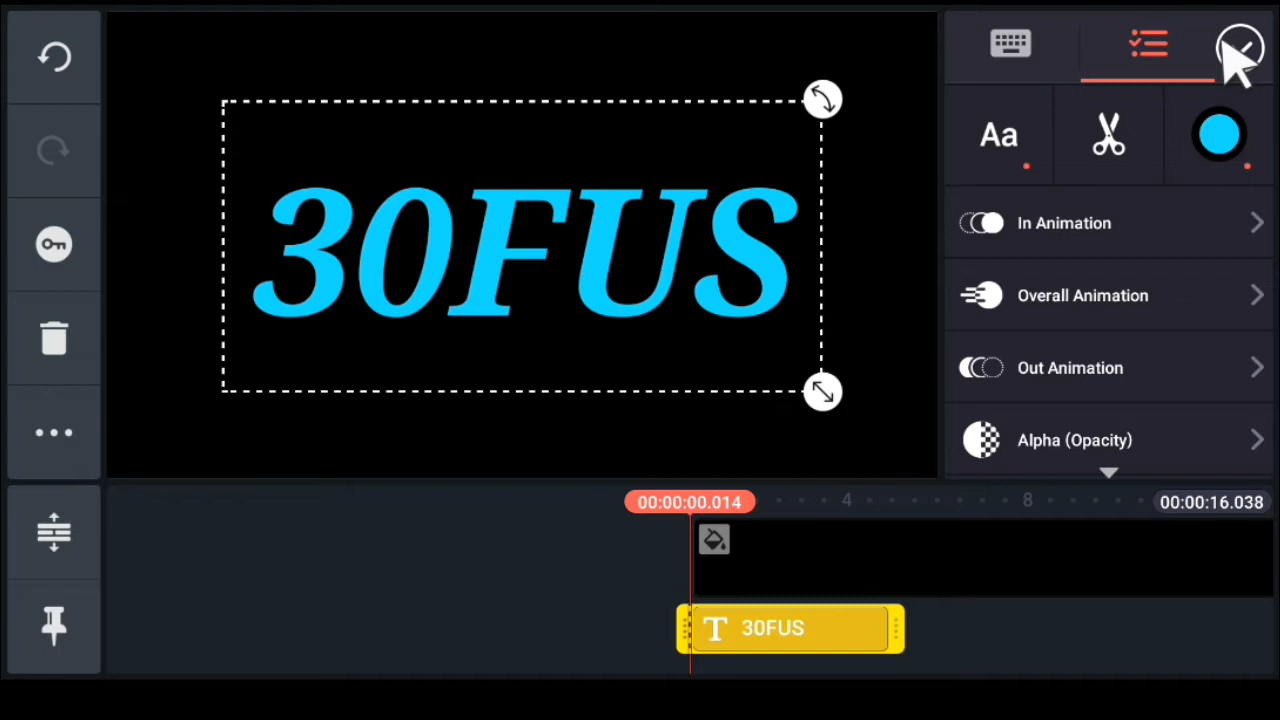 30FUS
Aa
In Animation
Overall Animation
Out Animation
Alpha (Opacity)
00:00:00.014
4
8
00:00:16.038
T 30FUS